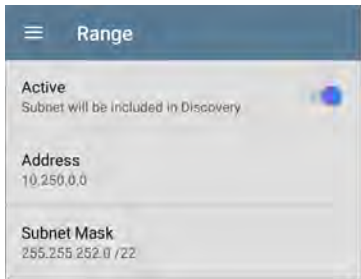 Range
Active
Subnet will be included in Discovery
Address
10.250.0.0
Subnet Mask
255.255.252.0 /22